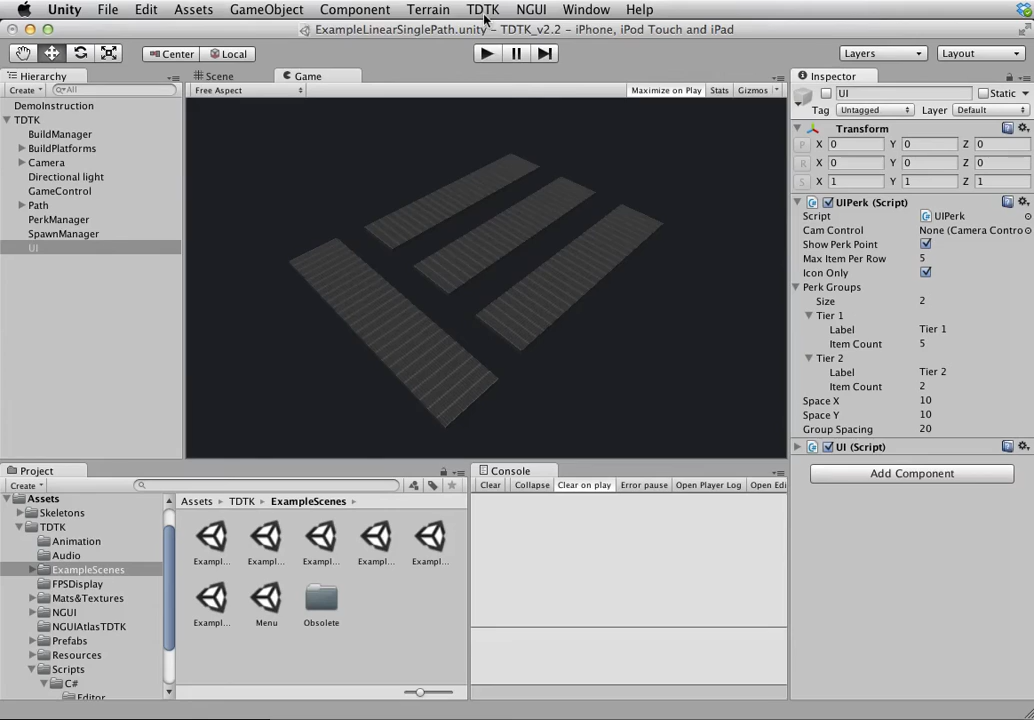 Unity File Edit Assets GameObject Component Terrain TDTK NGUI Window Help
ExampleLinearSinglePath.unity - TDTK_v2.2 - iPhone, iPod Touch and iPad
Center Local Layers Layout
Hierarchy
Create All
DemoInstruction
TDTK
BuildManager
BuildPlatforms
Camera
Directional light
GameControl
Path
PerkManager
SpawnManager
UI
Scene Game
Free Aspect Maximize on Play Stats Gizmos
Inspector
UI Static
Tag Untagged Layer Default
Transform
P X 0 Y 0 Z 0
R X 0 Y 0 Z 0
S X 1 Y 1 Z 1
UIPerk (Script)
Script UIPerk
Cam Control None (Camera Contro
Show Perk Point
Max Item Per Row 5
Icon Only
Perk Groups
Size 2
Tier 1
Label Tier 1
Item Count 5
Tier 2
Label Tier 2
Item Count 2
Space X 10
Space Y 10
Group Spacing 20
UI (Script)
Add Component
Project
Create
Assets
Skeletons
TDTK
Animation
Audio
ExampleScenes
FPSDisplay
Mats&Textures
NGUI
NGUIAtlasTDTK
Prefabs
Resources
Scripts
C#
Editor
Assets TDTK ExampleScenes
Exampl... Exampl... Exampl... Exampl... Exampl...
Exampl... Menu Obsolete
Console
Clear Collapse Clear on play Error pause Open Player Log Open Edi